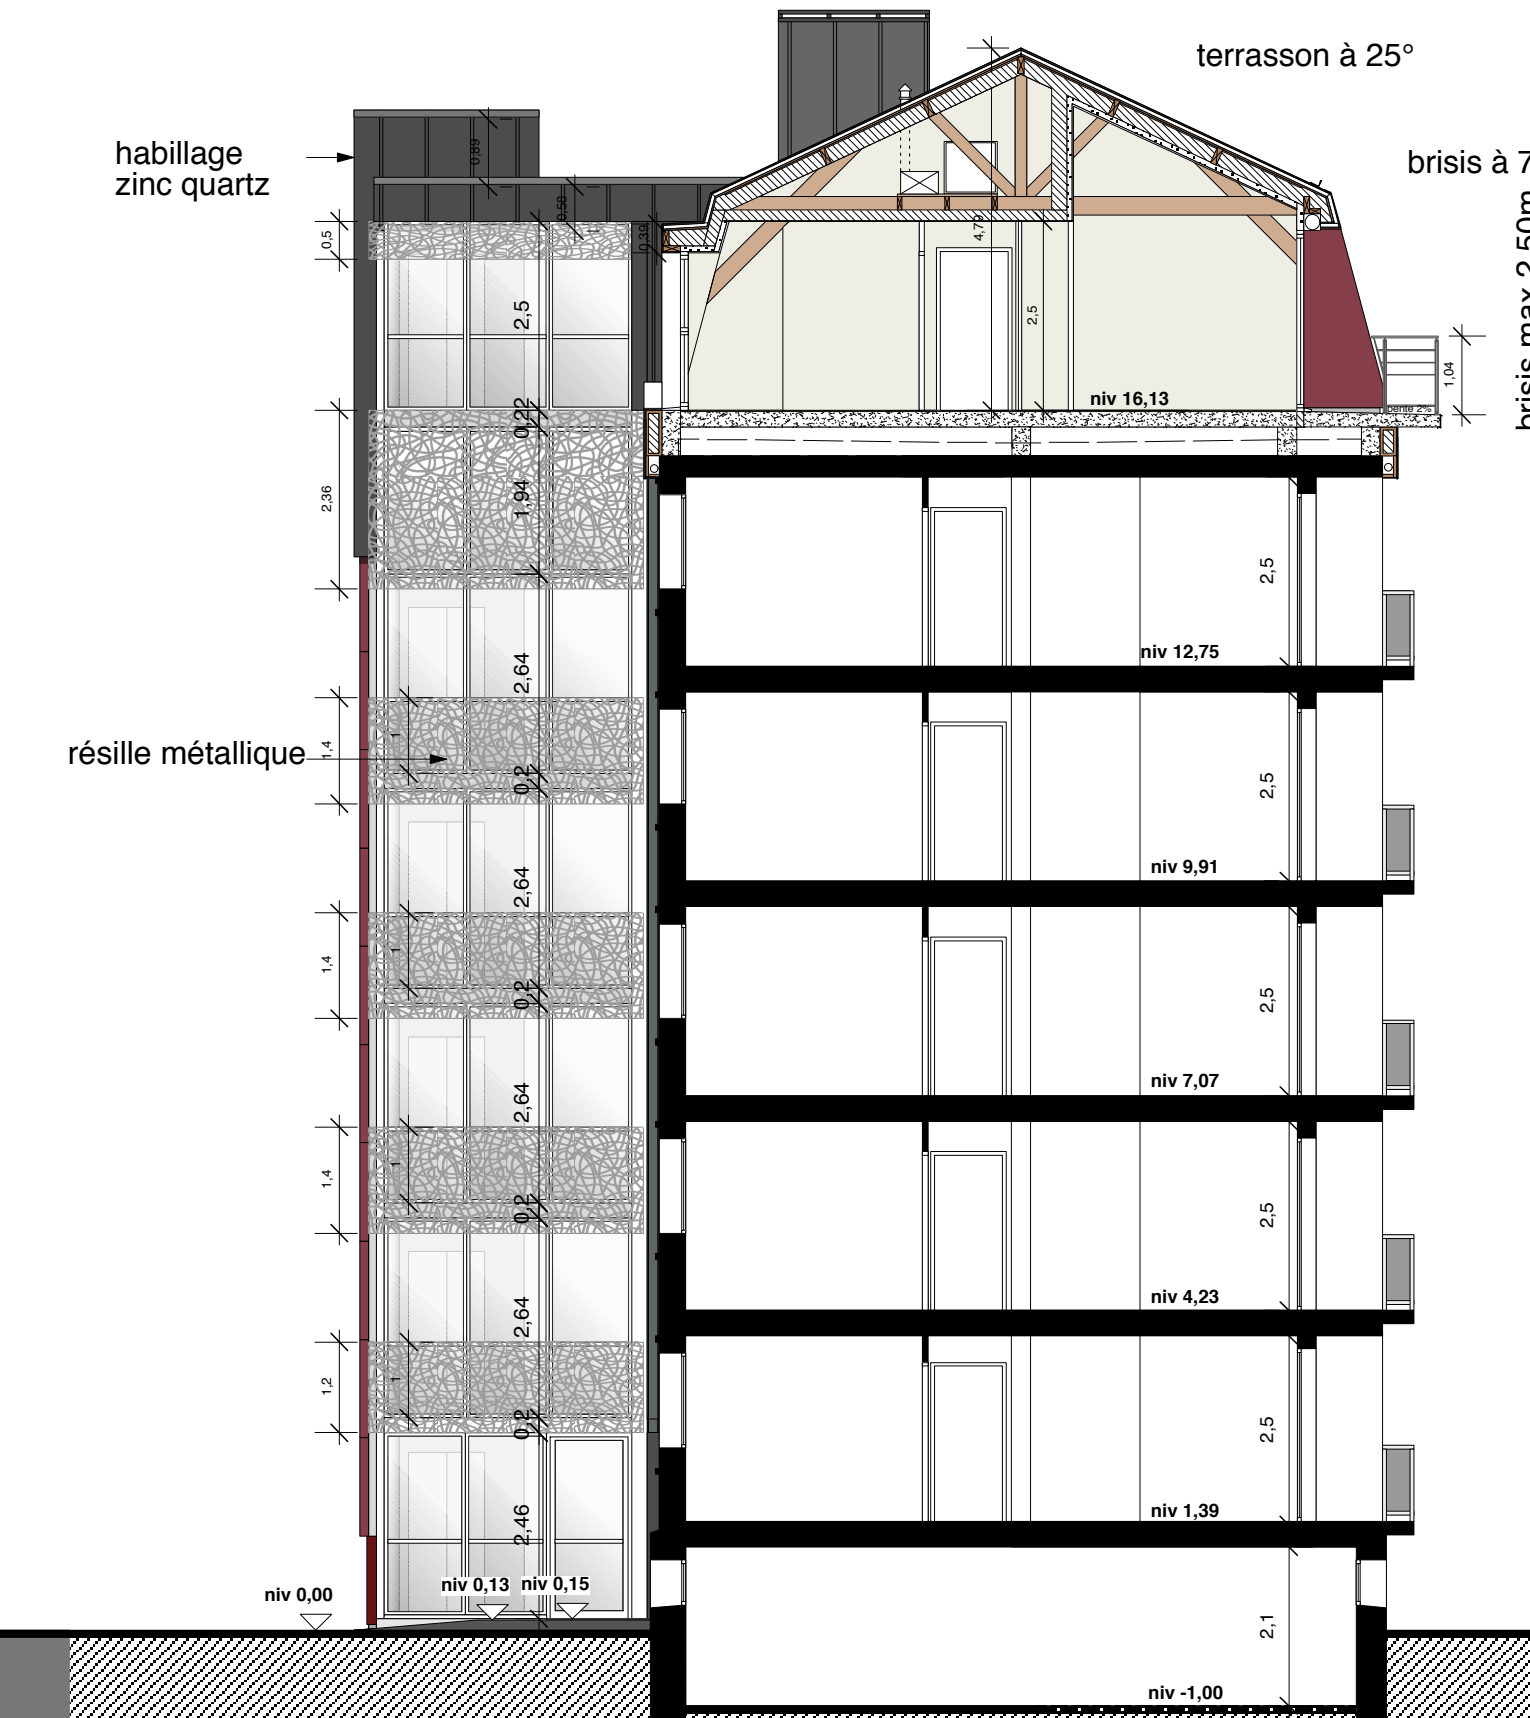 terrasson à 25°
habillage
zinc quartz
brisis à 7
brisis max 2,50m
0,89
0,58
0,39
0,5
4,79
2,5
2,5
1,04
niv 16,13
pente 2%
0,22
2,36
1,94
2,5
niv 12,75
2,64
résille métallique
1,4
1
0,2
2,5
niv 9,91
2,64
1,4
1
0,2
2,5
niv 7,07
2,64
1,4
1
0,2
2,5
niv 4,23
2,64
1,2
1
0,2
2,5
niv 1,39
2,46
niv 0,00
niv 0,13
niv 0,15
2,1
niv -1,00